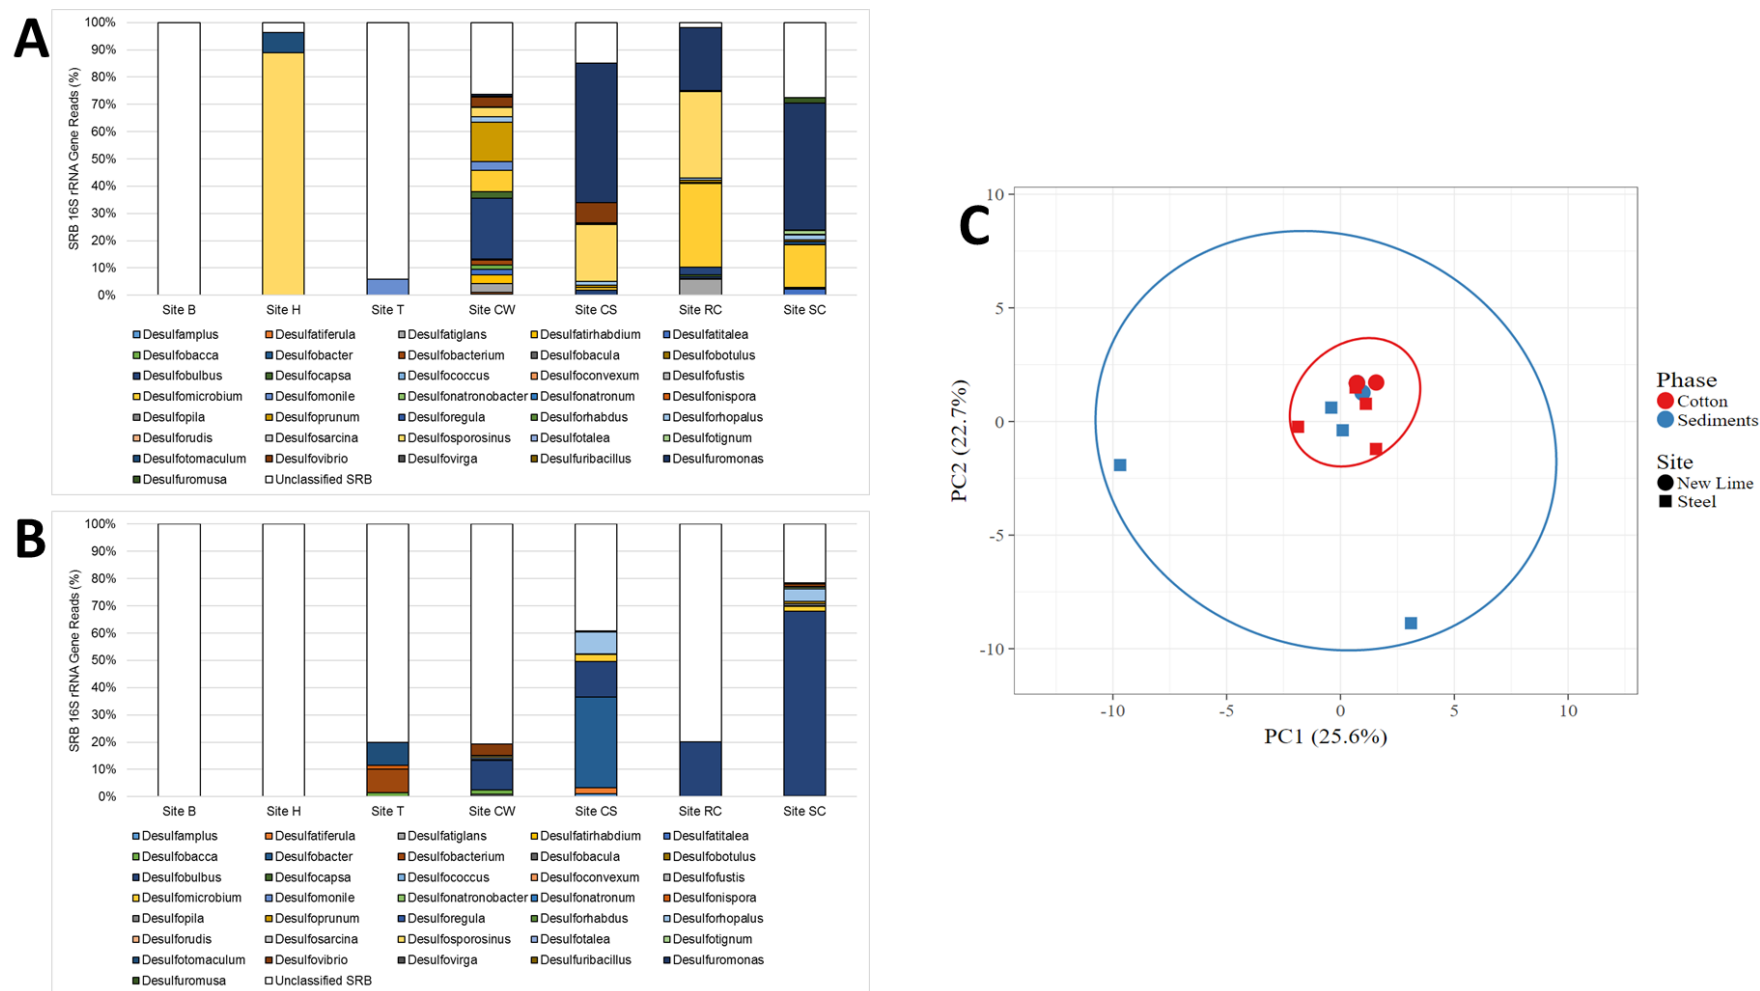 A
100%
90%
80%
70%
60%
50%
40%
30%
20%
10%
0%
SRB 16S rRNA Gene Reads (%)
Site B Site H Site T Site CW Site CS Site RC Site SC
Desulfamplus Desulfatiferula Desulfatiglans Desulfatirhabdium Desulfatitalea
Desulfobacca Desulfobacter Desulfobacterium Desulfobacula Desulfobotulus
Desulfobulbus Desulfocapsa Desulfococcus Desulfoconvexum Desulfofustis
Desulfomicrobium Desulfomonile Desulfonatronobacter Desulfonatronum Desulfonispora
Desulfopila Desulfoprunum Desulforegula Desulforhabdus Desulforhopalus
Desulforudis Desulfosarcina Desulfosporosinus Desulfotalea Desulfotignum
Desulfotomaculum Desulfovibrio Desulfovirga Desulfuribacillus Desulfuromonas
Desulfuromusa Unclassified SRB
B
100%
90%
80%
70%
60%
50%
40%
30%
20%
10%
0%
SRB 16S rRNA Gene Reads (%)
Site B Site H Site T Site CW Site CS Site RC Site SC
Desulfamplus Desulfatiferula Desulfatiglans Desulfatirhabdium Desulfatitalea
Desulfobacca Desulfobacter Desulfobacterium Desulfobacula Desulfobotulus
Desulfobulbus Desulfocapsa Desulfococcus Desulfoconvexum Desulfofustis
Desulfomicrobium Desulfomonile Desulfonatronobacter Desulfonatronum Desulfonispora
Desulfopila Desulfoprunum Desulforegula Desulforhabdus Desulforhopalus
Desulforudis Desulfosarcina Desulfosporosinus Desulfotalea Desulfotignum
Desulfotomaculum Desulfovibrio Desulfovirga Desulfuribacillus Desulfuromonas
Desulfuromusa Unclassified SRB
C
10
5
0
-5
-10
PC2 (22.7%)
-10 -5 0 5 10
PC1 (25.6%)
Phase
Cotton
Sediments
Site
New Lime
Steel